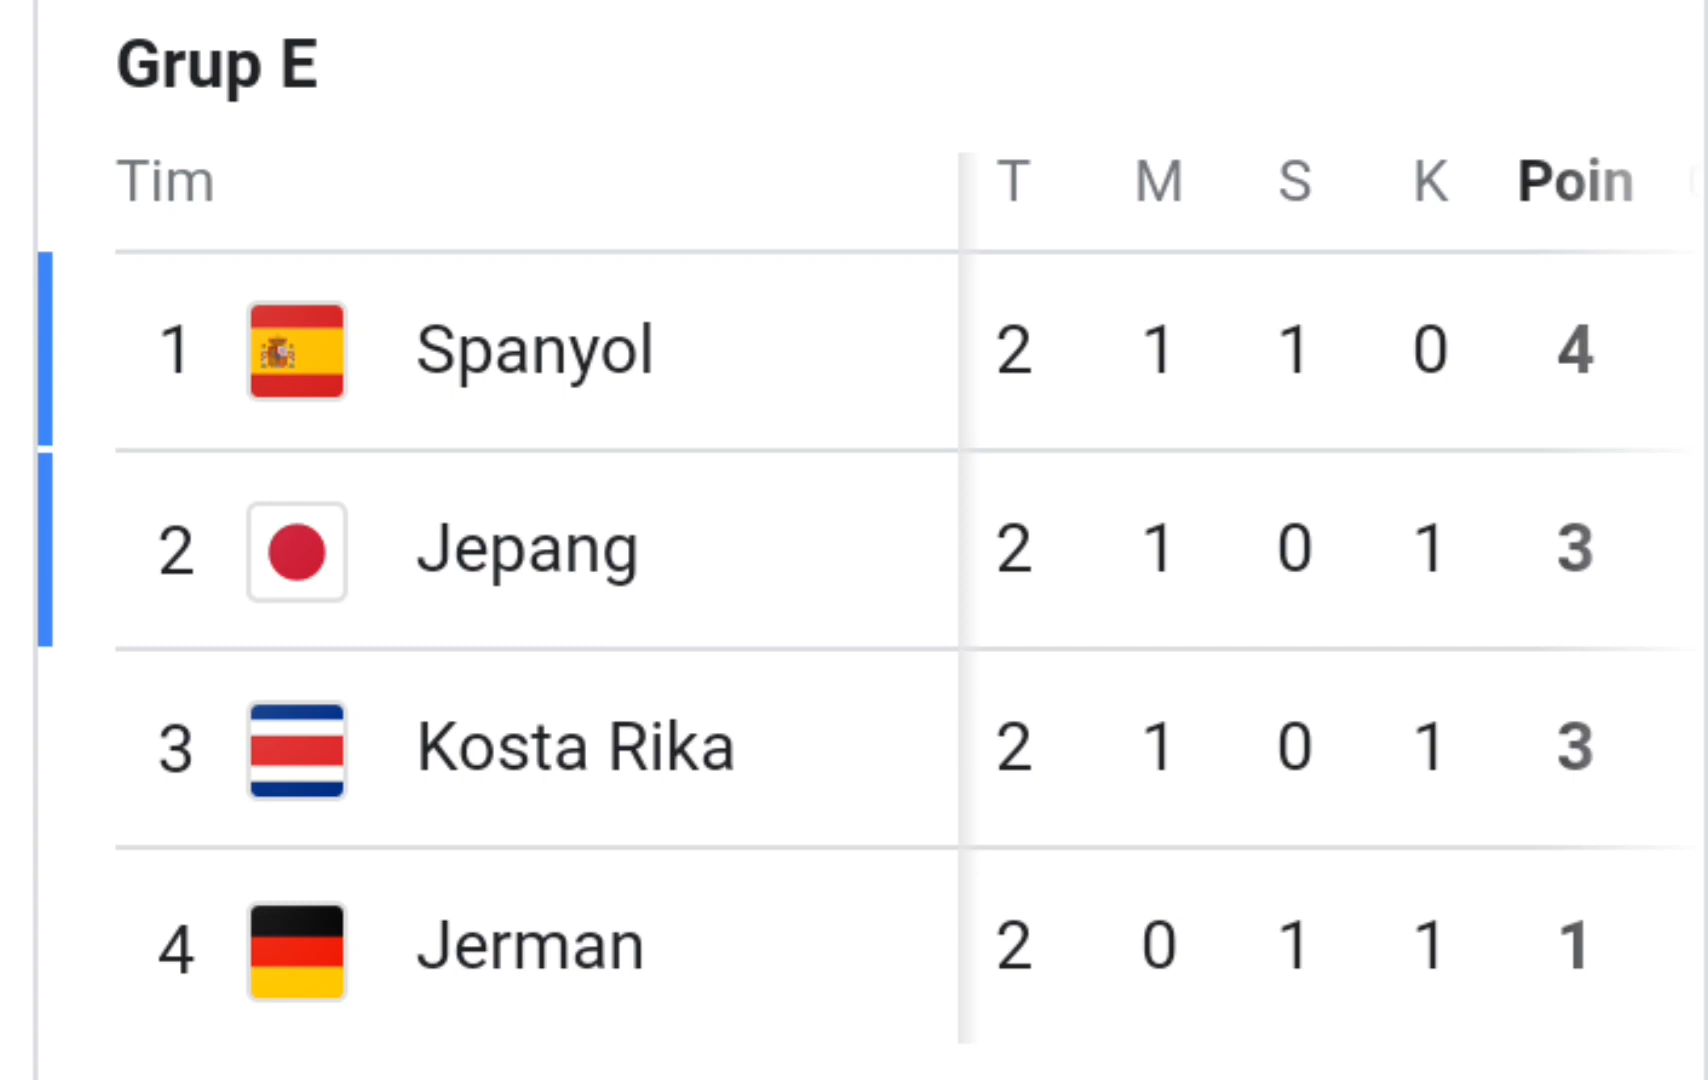 Grup E
Tim T M S K Poin
1 Spanyol 2 1 1 0 4
2 Jepang 2 1 0 1 3
3 Kosta Rika 2 1 0 1 3
4 Jerman 2 0 1 1 1